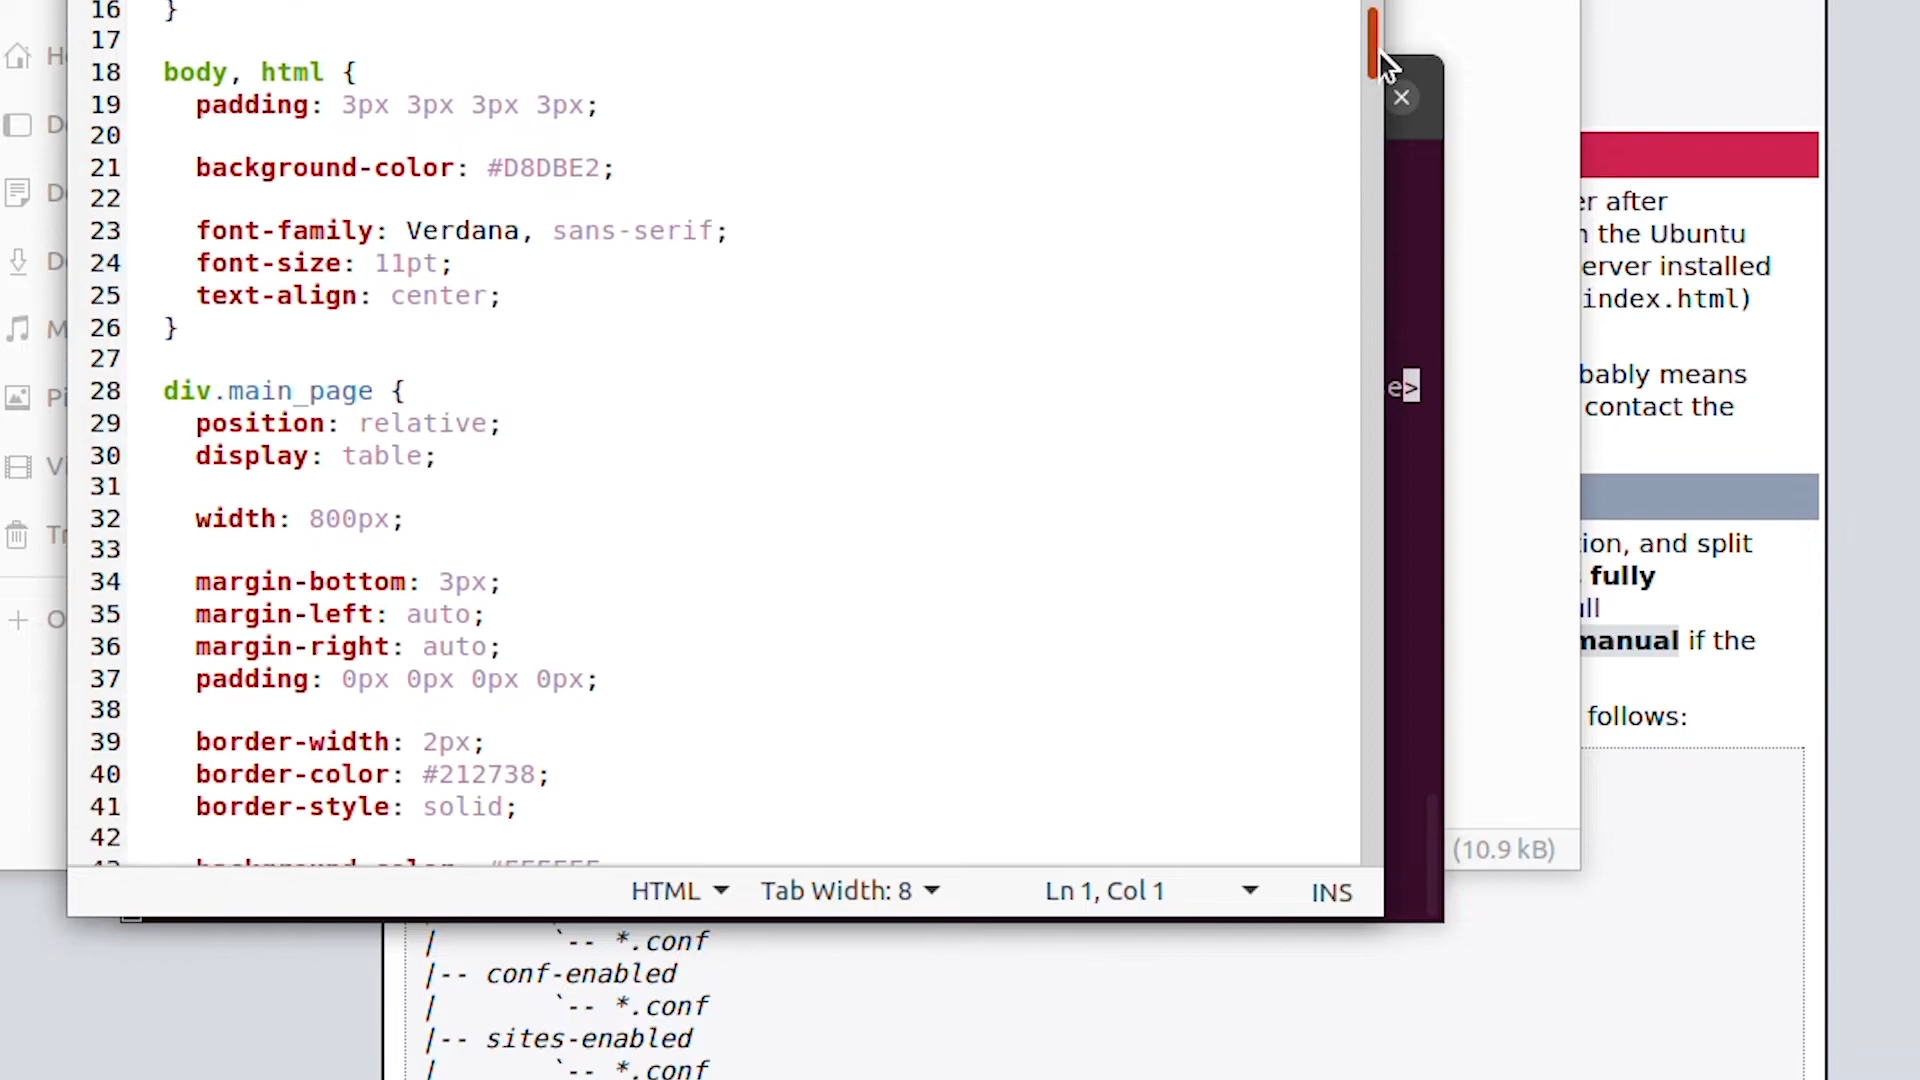 16 }
17
18 body, html {
19 padding: 3px 3px 3px 3px;
20
21 background-color: #D8DBE2;
22
23 font-family: Verdana, sans-serif;
24 font-size: 11pt;
25 text-align: center;
26 }
27
28 div.main_page {
29 position: relative;
30 display: table;
31
32 width: 800px;
33
34 margin-bottom: 3px;
35 margin-left: auto;
36 margin-right: auto;
37 padding: 0px 0px 0px 0px;
38
39 border-width: 2px;
40 border-color: #212738;
41 border-style: solid;
42
HTML Tab Width: 8 Ln 1, Col 1 INS
e>
(10.9 kB)
er after
the Ubuntu
erver installed
index.html)
bably means
contact the
ion, and split
fully
ull
manual if the
follows:
| `-- *.conf
|-- conf-enabled
| `-- *.conf
|-- sites-enabled
| `-- *.conf